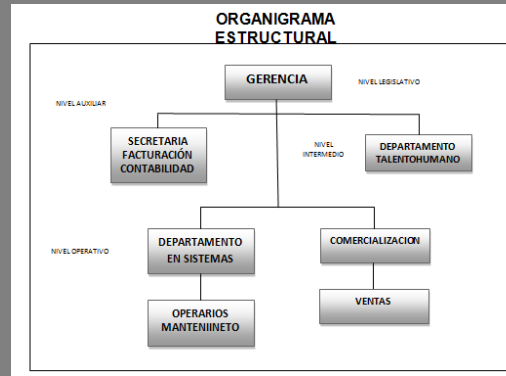 ORGANIGRAMA
ESTRUCTURAL
GERENCIA
NIVEL LEGISLATIVO
NIVEL AUXILIAR
SECRETARIA
FACTURACIÓN
CONTABILIDAD
NIVEL
INTERMEDIO
DEPARTAMENTO
TALENTOHUMANO
NIVEL OPERATIVO
DEPARTAMENTO
EN SISTEMAS
COMERCIALIZACION
OPERARIOS
MANTENIINETO
VENTAS